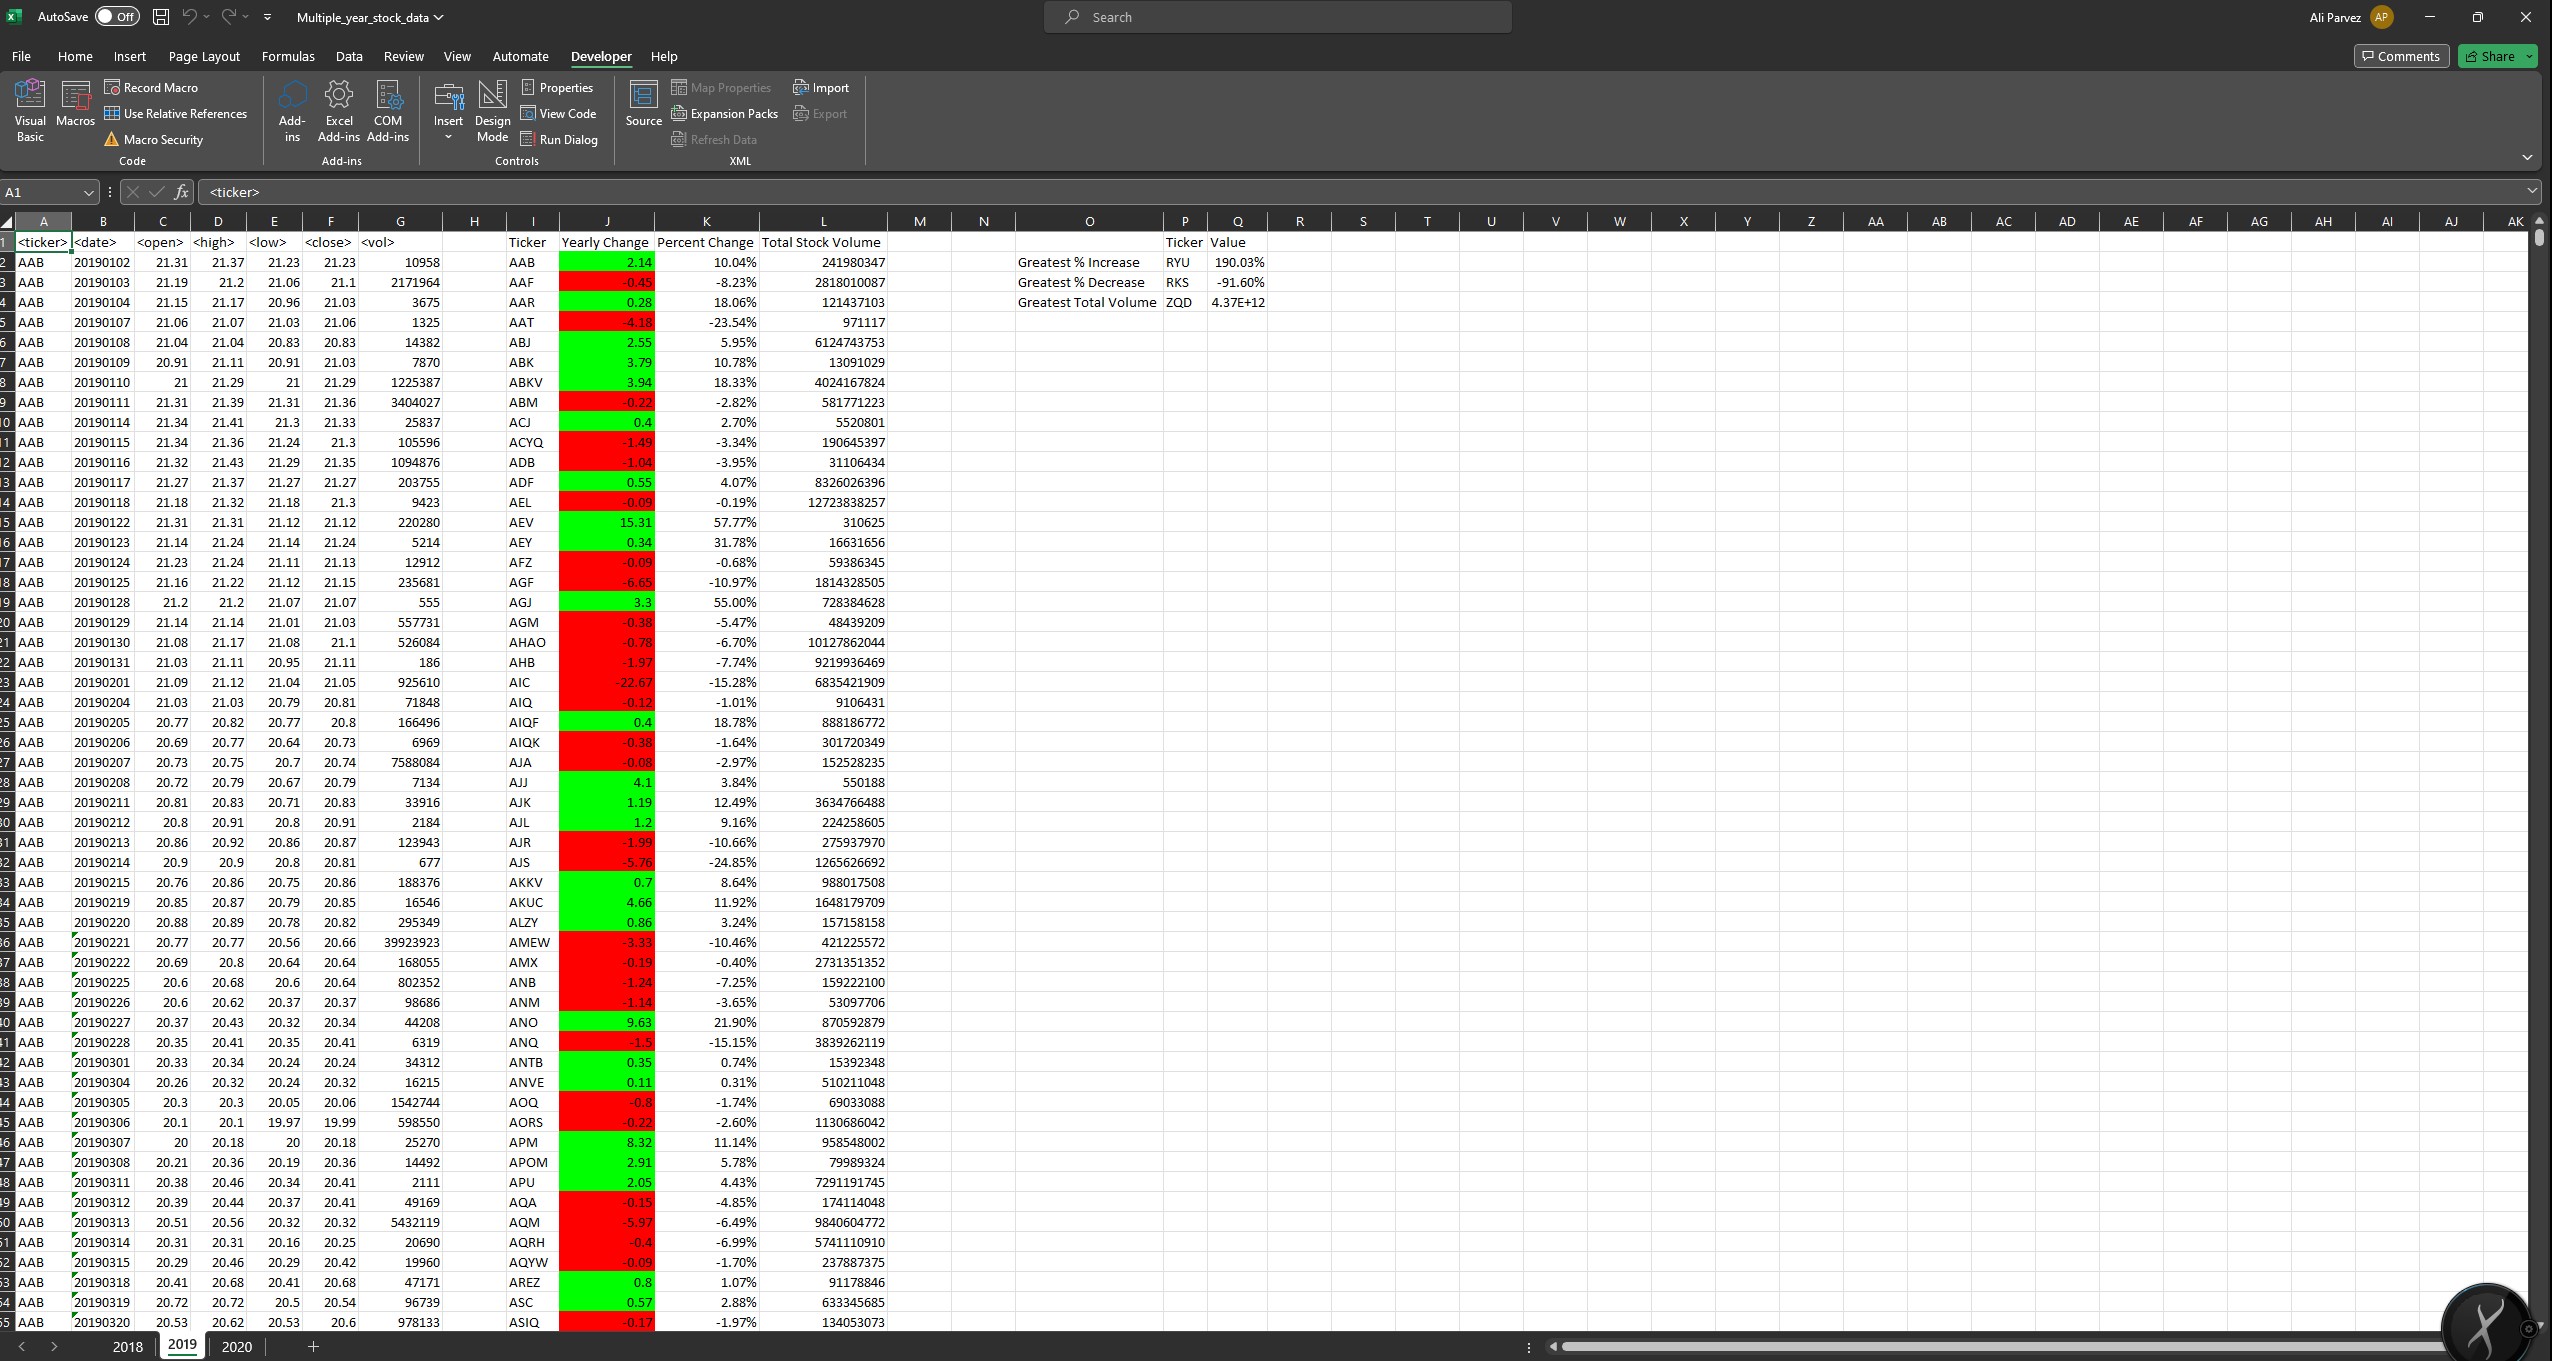 AutoSave Off Multiple_year_stock_data Search Ali Parvez AP
File Home Insert Page Layout Formulas Data Review View Automate Developer Help Comments Share
Visual Basic Macros Record Macro Use Relative References Macro Security Code
Add-ins Excel Add-ins COM Add-ins Add-ins
Insert Design Mode Properties View Code Run Dialog Controls
Source Map Properties Expansion Packs Refresh Data Import Export XML
A1 fx <ticker>
A B C D E F G H I J K L M N O P Q R S T U V W X Y Z AA AB AC AD AE AF AG AH AI AJ AK
1 <ticker> <date> <open> <high> <low> <close> <vol> Ticker Yearly Change Percent Change Total Stock Volume Ticker Value
2 AAB 20190102 21.31 21.37 21.23 21.23 10958 AAB 2.14 10.04% 241980347 Greatest % Increase RYU 190.03%
3 AAB 20190103 21.19 21.2 21.06 21.1 2171964 AAF -0.45 -8.23% 2818010087 Greatest % Decrease RKS -91.60%
4 AAB 20190104 21.15 21.17 20.96 21.03 3675 AAR 0.28 18.06% 121437103 Greatest Total Volume ZQD 4.37E+12
5 AAB 20190107 21.06 21.07 21.03 21.06 1325 AAT -4.18 -23.54% 971117
6 AAB 20190108 21.04 21.04 20.83 20.83 14382 ABJ 2.55 5.95% 6124743753
7 AAB 20190109 20.91 21.11 20.91 21.03 7870 ABK 3.79 10.78% 13091029
8 AAB 20190110 21 21.29 21 21.29 1225387 ABKV 3.94 18.33% 4024167824
9 AAB 20190111 21.31 21.39 21.31 21.36 3404027 ABM -0.22 -2.82% 581771223
10 AAB 20190114 21.34 21.41 21.3 21.33 25837 ACJ 0.4 2.70% 5520801
11 AAB 20190115 21.34 21.36 21.24 21.3 105596 ACYQ -1.49 -3.34% 190645397
12 AAB 20190116 21.32 21.43 21.29 21.35 1094876 ADB -1.04 -3.95% 31106434
13 AAB 20190117 21.27 21.37 21.27 21.27 203755 ADF 0.55 4.07% 8326026396
14 AAB 20190118 21.18 21.32 21.18 21.3 9423 AEL -0.09 -0.19% 12723838257
15 AAB 20190122 21.31 21.31 21.12 21.12 220280 AEV 15.31 57.77% 310625
16 AAB 20190123 21.14 21.24 21.14 21.24 5214 AEY 0.34 31.78% 16631656
17 AAB 20190124 21.23 21.24 21.11 21.13 12912 AFZ -0.09 -0.68% 59386345
18 AAB 20190125 21.16 21.22 21.12 21.15 235681 AGF -6.65 -10.97% 1814328505
19 AAB 20190128 21.2 21.2 21.07 21.07 555 AGJ 3.3 55.00% 728384628
20 AAB 20190129 21.14 21.14 21.01 21.03 557731 AGM -0.38 -5.47% 48439209
21 AAB 20190130 21.08 21.17 21.08 21.1 526084 AHAO -0.78 -6.70% 10127862044
22 AAB 20190131 21.03 21.11 20.95 21.11 186 AHB -1.97 -7.74% 9219936469
23 AAB 20190201 21.09 21.12 21.04 21.05 925610 AIC -22.67 -15.28% 6835421909
24 AAB 20190204 21.03 21.03 20.79 20.81 71848 AIQ -0.12 -1.01% 9106431
25 AAB 20190205 20.77 20.82 20.77 20.8 166496 AIQF 0.4 18.78% 888186772
26 AAB 20190206 20.69 20.77 20.64 20.73 6969 AIQK -0.38 -1.64% 301720349
27 AAB 20190207 20.73 20.75 20.7 20.74 7588084 AJA -0.08 -2.97% 152528235
28 AAB 20190208 20.72 20.79 20.67 20.79 7134 AJJ 4.1 3.84% 550188
29 AAB 20190211 20.81 20.83 20.71 20.83 33916 AJK 1.19 12.49% 3634766488
30 AAB 20190212 20.8 20.91 20.8 20.91 2184 AJL 1.2 9.16% 224258605
31 AAB 20190213 20.86 20.92 20.86 20.87 123943 AJR -1.99 -10.66% 275937970
32 AAB 20190214 20.9 20.9 20.8 20.81 677 AJS -5.76 -24.85% 1265626692
33 AAB 20190215 20.76 20.86 20.75 20.86 188376 AKKV 0.7 8.64% 988017508
34 AAB 20190219 20.85 20.87 20.79 20.85 16546 AKUC 4.66 11.92% 1648179709
35 AAB 20190220 20.88 20.89 20.78 20.82 295349 ALZY 0.86 3.24% 157158158
36 AAB 20190221 20.77 20.77 20.56 20.66 39923923 AMEW -3.33 -10.46% 421225572
37 AAB 20190222 20.69 20.8 20.64 20.64 168055 AMX -0.19 -0.40% 2731351352
38 AAB 20190225 20.6 20.68 20.6 20.64 802352 ANB -1.24 -7.25% 159222100
39 AAB 20190226 20.6 20.62 20.37 20.37 98686 ANM -1.14 -3.65% 53097706
40 AAB 20190227 20.37 20.43 20.32 20.34 44208 ANO 9.63 21.90% 870592879
41 AAB 20190228 20.35 20.41 20.35 20.41 6319 ANQ -1.5 -15.15% 3839262119
42 AAB 20190301 20.33 20.34 20.24 20.24 34312 ANTB 0.35 0.74% 15392348
43 AAB 20190304 20.26 20.32 20.24 20.32 16215 ANVE 0.11 0.31% 510211048
44 AAB 20190305 20.3 20.3 20.05 20.06 1542744 AOQ -0.8 -1.74% 69033088
45 AAB 20190306 20.1 20.1 19.97 19.99 598550 AORS -0.22 -2.60% 1130686042
46 AAB 20190307 20 20.18 20 20.18 25270 APM 8.32 11.14% 958548002
47 AAB 20190308 20.21 20.36 20.19 20.36 14492 APOM 2.91 5.78% 79989324
48 AAB 20190311 20.38 20.46 20.34 20.41 2111 APU 2.05 4.43% 7291191745
49 AAB 20190312 20.39 20.44 20.37 20.41 49169 AQA -0.15 -4.85% 174114048
50 AAB 20190313 20.51 20.56 20.32 20.32 5432119 AQM -5.97 -6.49% 9840604772
51 AAB 20190314 20.31 20.31 20.16 20.25 20690 AQRH -0.4 -6.99% 5741110910
52 AAB 20190315 20.29 20.46 20.29 20.42 19960 AQYW -0.09 -1.70% 237887375
53 AAB 20190318 20.41 20.68 20.41 20.68 47171 AREZ 0.8 1.07% 91178846
54 AAB 20190319 20.72 20.72 20.5 20.54 96739 ASC 0.57 2.88% 633345685
55 AAB 20190320 20.53 20.62 20.53 20.6 978133 ASIQ -0.17 -1.97% 134053073
2018 2019 2020